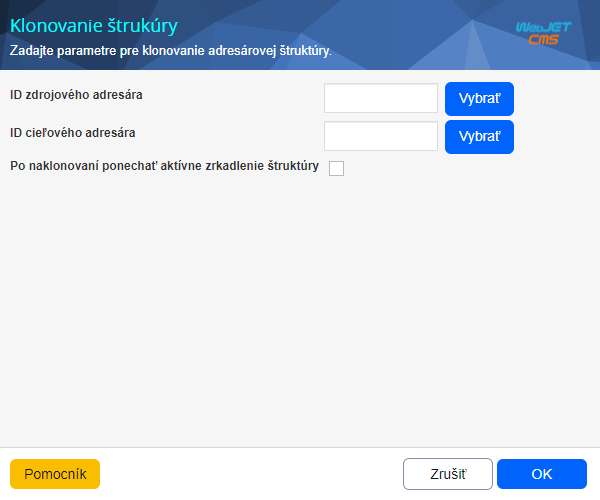 Klonovanie štrukúry
Zadajte parametre pre klonovanie adresárovej štruktúry.
WebJET
CMS
ID zdrojového adresára
Vybrať
ID cieľového adresára
Vybrať
Po naklonovaní ponechať aktívne zrkadlenie štruktúry
Pomocník
Zrušiť
OK